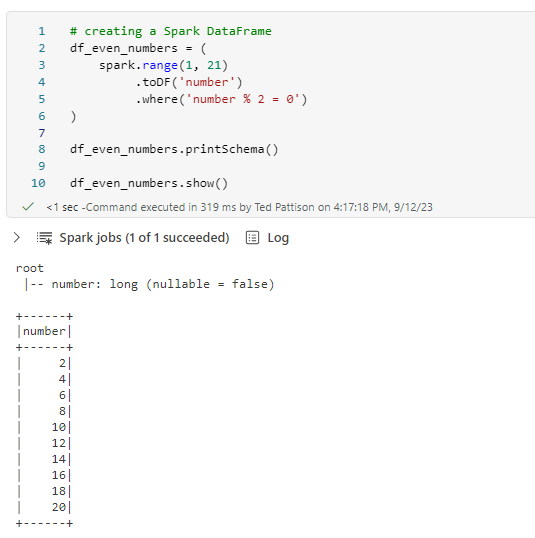 1 # creating a Spark DataFrame
2 df_even_numbers = (
3     spark.range(1, 21)
4          .toDF('number')
5          .where('number % 2 = 0')
6 )
7
8 df_even_numbers.printSchema()
9
10 df_even_numbers.show()
<1 sec -Command executed in 319 ms by Ted Pattison on 4:17:18 PM, 9/12/23
Spark jobs (1 of 1 succeeded) Log
root
 |-- number: long (nullable = false)
+------+
|number|
+------+
|     2|
|     4|
|     6|
|     8|
|    10|
|    12|
|    14|
|    16|
|    18|
|    20|
+------+